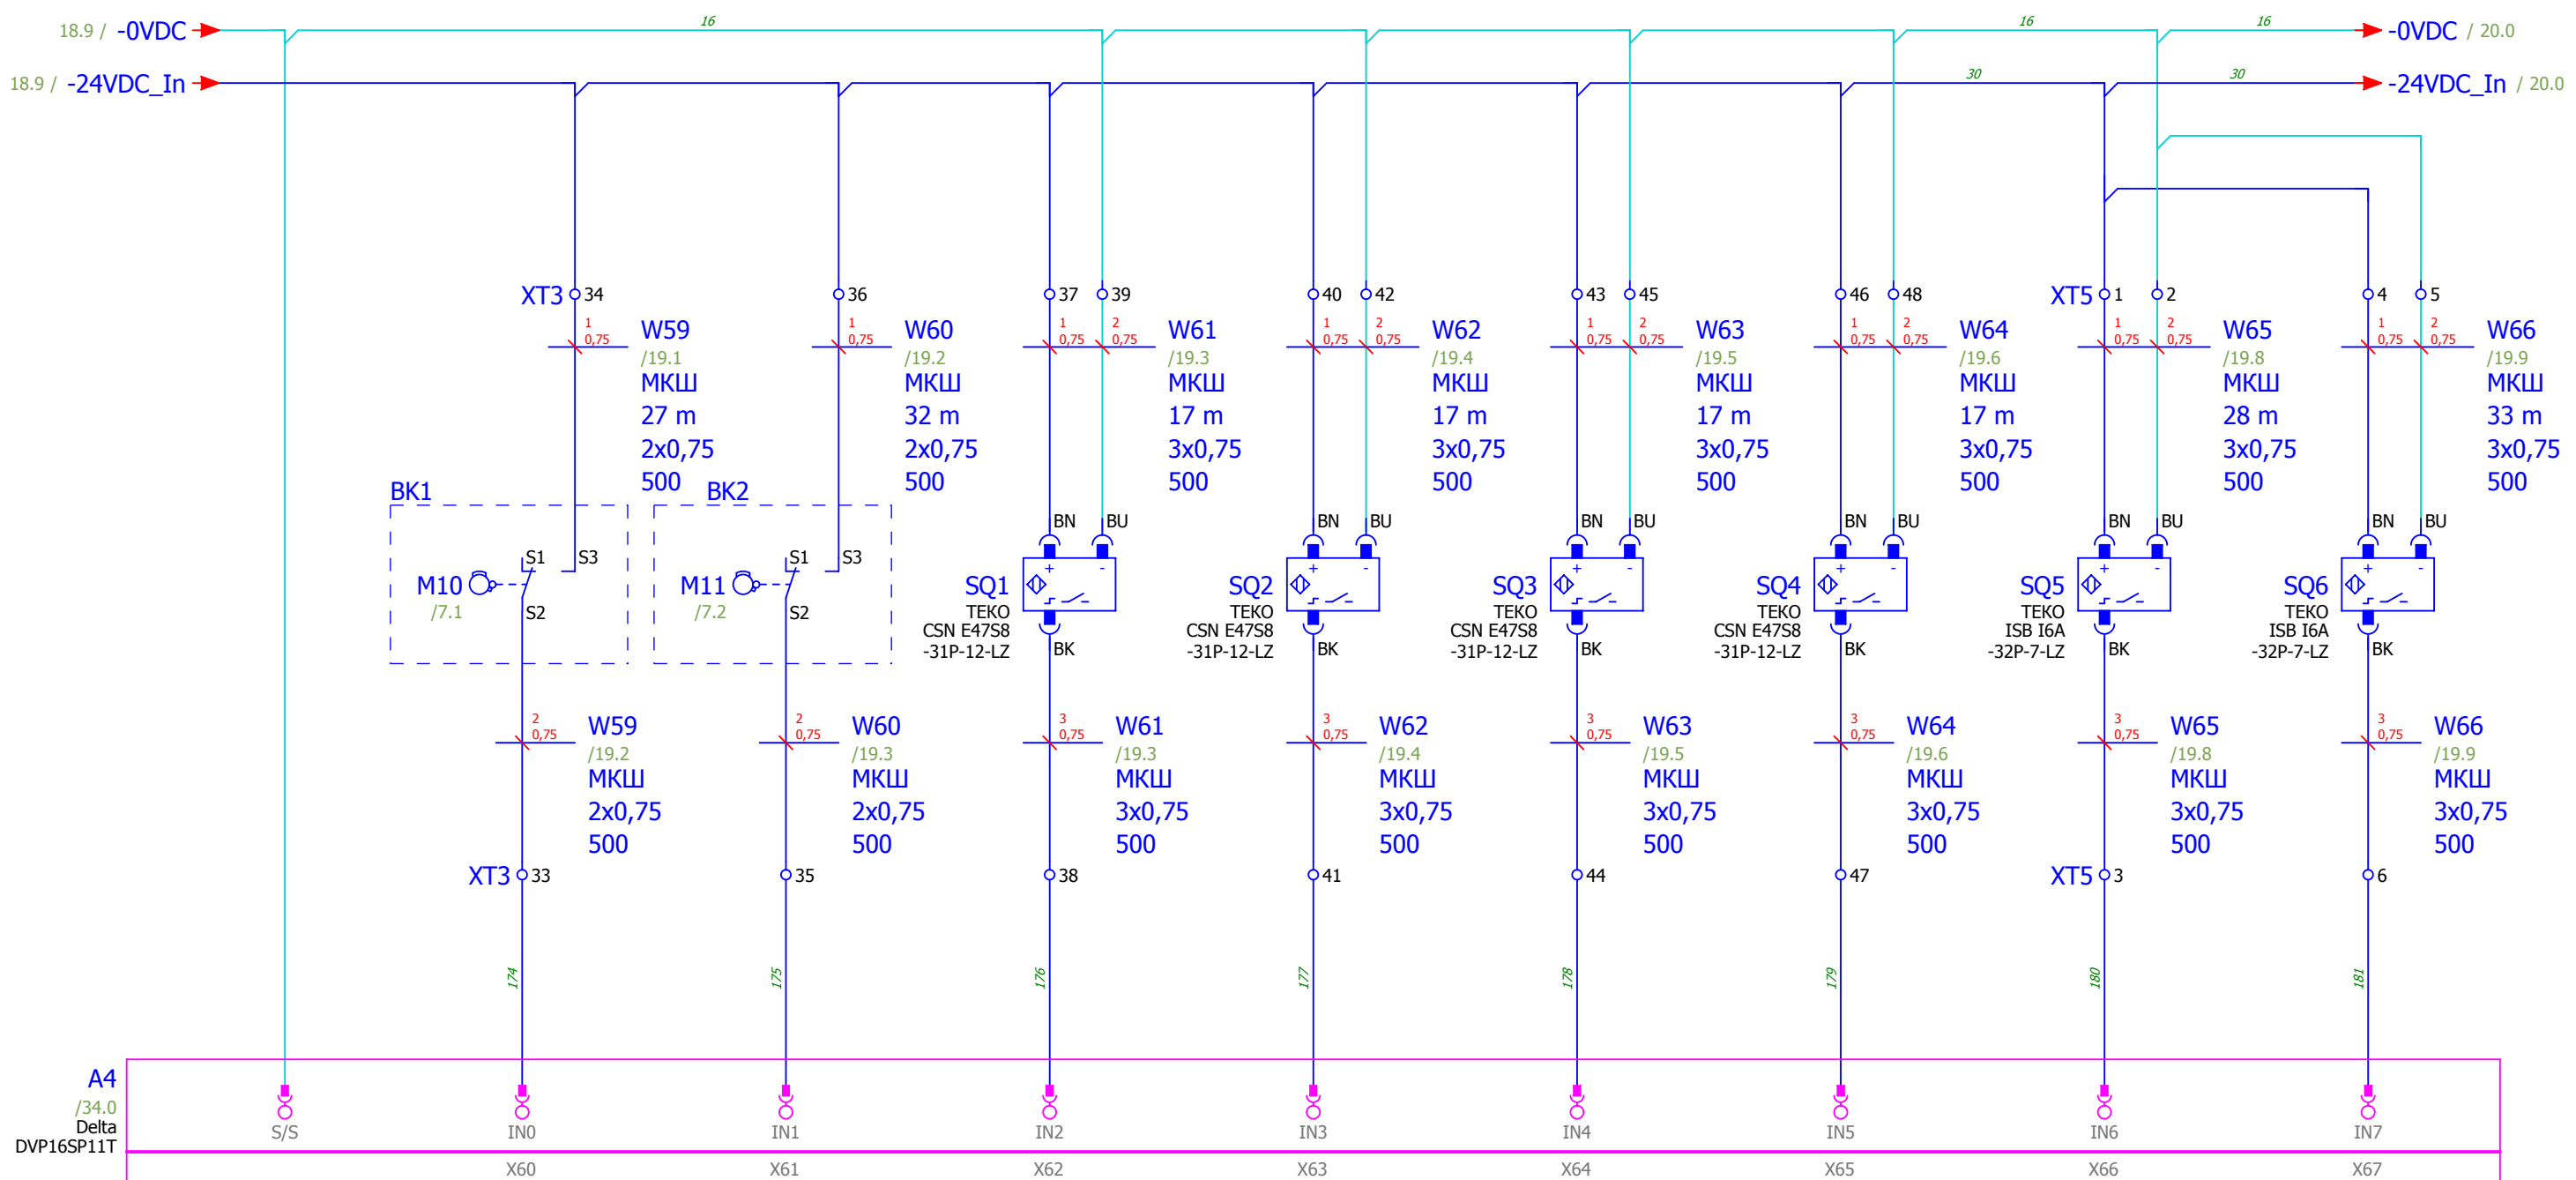 16 16 16
18.9 / -0VDC -0VDC / 20.0
30 30
18.9 / -24VDC_In -24VDC_In / 20.0
XT3 34 36 37 39 40 42 43 45 46 48 XT5 1 2 4 5
1 1 1 2 1 2 1 2 1 2 1 2 1 2
0,75 0,75 0,75 0,75 0,75 0,75 0,75 0,75 0,75 0,75 0,75 0,75 0,75 0,75
W59 W60 W61 W62 W63 W64 W65 W66
/19.1 /19.2 /19.3 /19.4 /19.5 /19.6 /19.8 /19.9
МКШ МКШ МКШ МКШ МКШ МКШ МКШ МКШ
27 m 32 m 17 m 17 m 17 m 17 m 28 m 33 m
2x0,75 2x0,75 3x0,75 3x0,75 3x0,75 3x0,75 3x0,75 3x0,75
500 500 500 500 500 500 500 500
BK1 BK2
BN BU BN BU BN BU BN BU BN BU BN BU
S1 S3 S1 S3
+ - + - + - + - + - + -
M10 M11 SQ1 SQ2 SQ3 SQ4 SQ5 SQ6
/7.1 S2 /7.2 S2 TEKO TEKO TEKO TEKO TEKO TEKO
CSN E47S8 CSN E47S8 CSN E47S8 CSN E47S8 ISB I6A ISB I6A
-31P-12-LZ BK -31P-12-LZ BK -31P-12-LZ BK -31P-12-LZ BK -32P-7-LZ BK -32P-7-LZ BK
2 2 3 3 3 3 3 3
0,75 0,75 0,75 0,75 0,75 0,75 0,75 0,75
W59 W60 W61 W62 W63 W64 W65 W66
/19.2 /19.3 /19.3 /19.4 /19.5 /19.6 /19.8 /19.9
МКШ МКШ МКШ МКШ МКШ МКШ МКШ МКШ
2x0,75 2x0,75 3x0,75 3x0,75 3x0,75 3x0,75 3x0,75 3x0,75
500 500 500 500 500 500 500 500
XT3 33 35 38 41 44 47 XT5 3 6
174 175 176 177 178 179 180 181
A4
/34.0
Delta
DVP16SP11T
S/S IN0 IN1 IN2 IN3 IN4 IN5 IN6 IN7
X60 X61 X62 X63 X64 X65 X66 X67